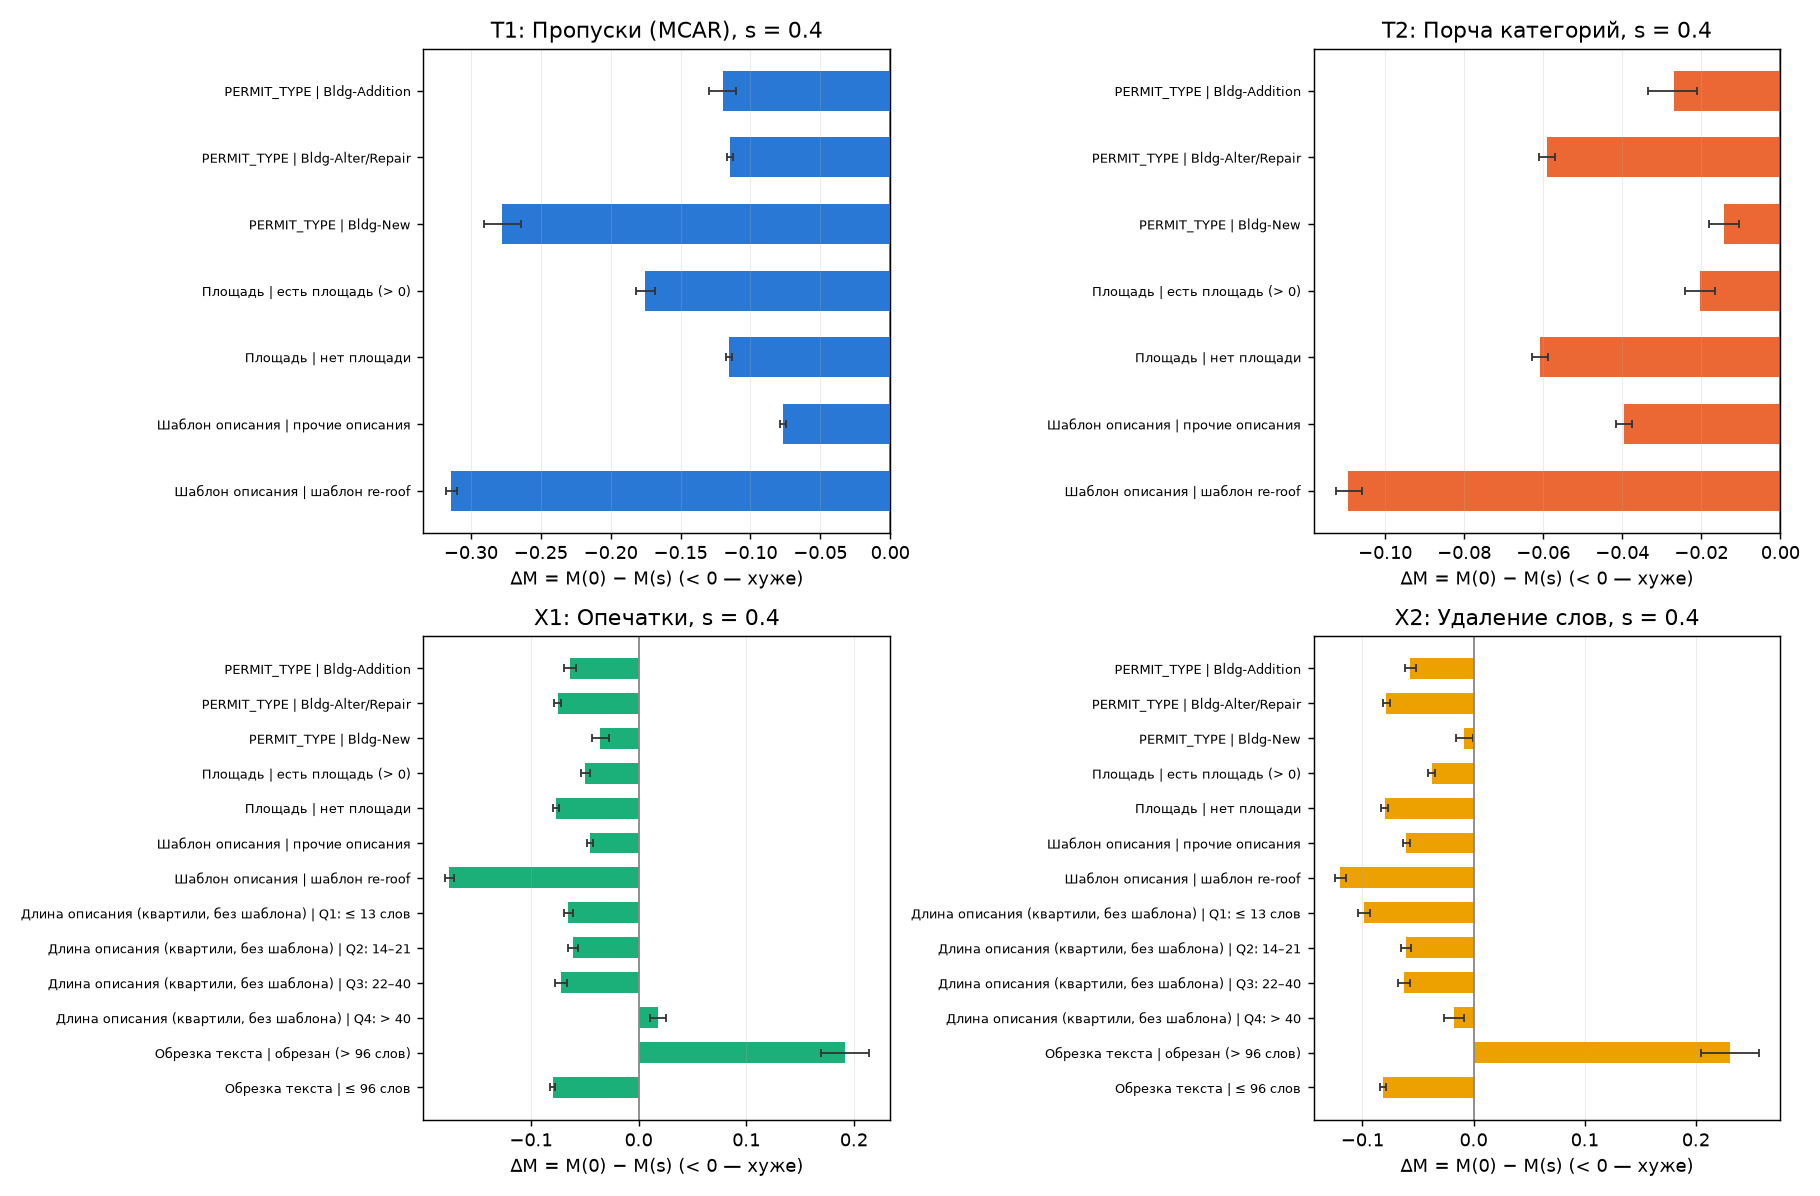 T1: Пропуски (MCAR), s = 0.4
PERMIT_TYPE | Bldg-Addition
PERMIT_TYPE | Bldg-Alter/Repair
PERMIT_TYPE | Bldg-New
Площадь | есть площадь (> 0)
Площадь | нет площади
Шаблон описания | прочие описания
Шаблон описания | шаблон re-roof
−0.30 −0.25 −0.20 −0.15 −0.10 −0.05 0.00
ΔM = M(0) − M(s) (< 0 — хуже)
T2: Порча категорий, s = 0.4
PERMIT_TYPE | Bldg-Addition
PERMIT_TYPE | Bldg-Alter/Repair
PERMIT_TYPE | Bldg-New
Площадь | есть площадь (> 0)
Площадь | нет площади
Шаблон описания | прочие описания
Шаблон описания | шаблон re-roof
−0.10 −0.08 −0.06 −0.04 −0.02 0.00
ΔM = M(0) − M(s) (< 0 — хуже)
X1: Опечатки, s = 0.4
PERMIT_TYPE | Bldg-Addition
PERMIT_TYPE | Bldg-Alter/Repair
PERMIT_TYPE | Bldg-New
Площадь | есть площадь (> 0)
Площадь | нет площади
Шаблон описания | прочие описания
Шаблон описания | шаблон re-roof
Длина описания (квартили, без шаблона) | Q1: ≤ 13 слов
Длина описания (квартили, без шаблона) | Q2: 14–21
Длина описания (квартили, без шаблона) | Q3: 22–40
Длина описания (квартили, без шаблона) | Q4: > 40
Обрезка текста | обрезан (> 96 слов)
Обрезка текста | ≤ 96 слов
−0.1 0.0 0.1 0.2
ΔM = M(0) − M(s) (< 0 — хуже)
X2: Удаление слов, s = 0.4
PERMIT_TYPE | Bldg-Addition
PERMIT_TYPE | Bldg-Alter/Repair
PERMIT_TYPE | Bldg-New
Площадь | есть площадь (> 0)
Площадь | нет площади
Шаблон описания | прочие описания
Шаблон описания | шаблон re-roof
Длина описания (квартили, без шаблона) | Q1: ≤ 13 слов
Длина описания (квартили, без шаблона) | Q2: 14–21
Длина описания (квартили, без шаблона) | Q3: 22–40
Длина описания (квартили, без шаблона) | Q4: > 40
Обрезка текста | обрезан (> 96 слов)
Обрезка текста | ≤ 96 слов
−0.1 0.0 0.1 0.2
ΔM = M(0) − M(s) (< 0 — хуже)